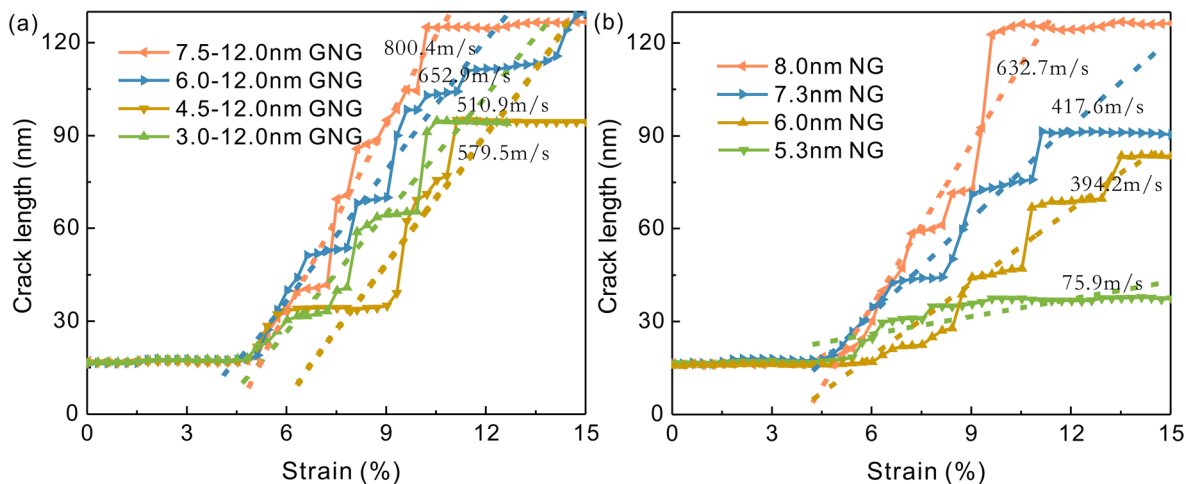 (a)
7.5-12.0nm GNG
6.0-12.0nm GNG
4.5-12.0nm GNG
3.0-12.0nm GNG
800.4m/s
652.9m/s
510.9m/s
579.5m/s
Crack length (nm)
0
30
60
90
120
0
3
6
9
12
15
Strain (%)
(b)
8.0nm NG
7.3nm NG
6.0nm NG
5.3nm NG
632.7m/s
417.6m/s
394.2m/s
75.9m/s
Crack length (nm)
0
30
60
90
120
0
3
6
9
12
15
Strain (%)